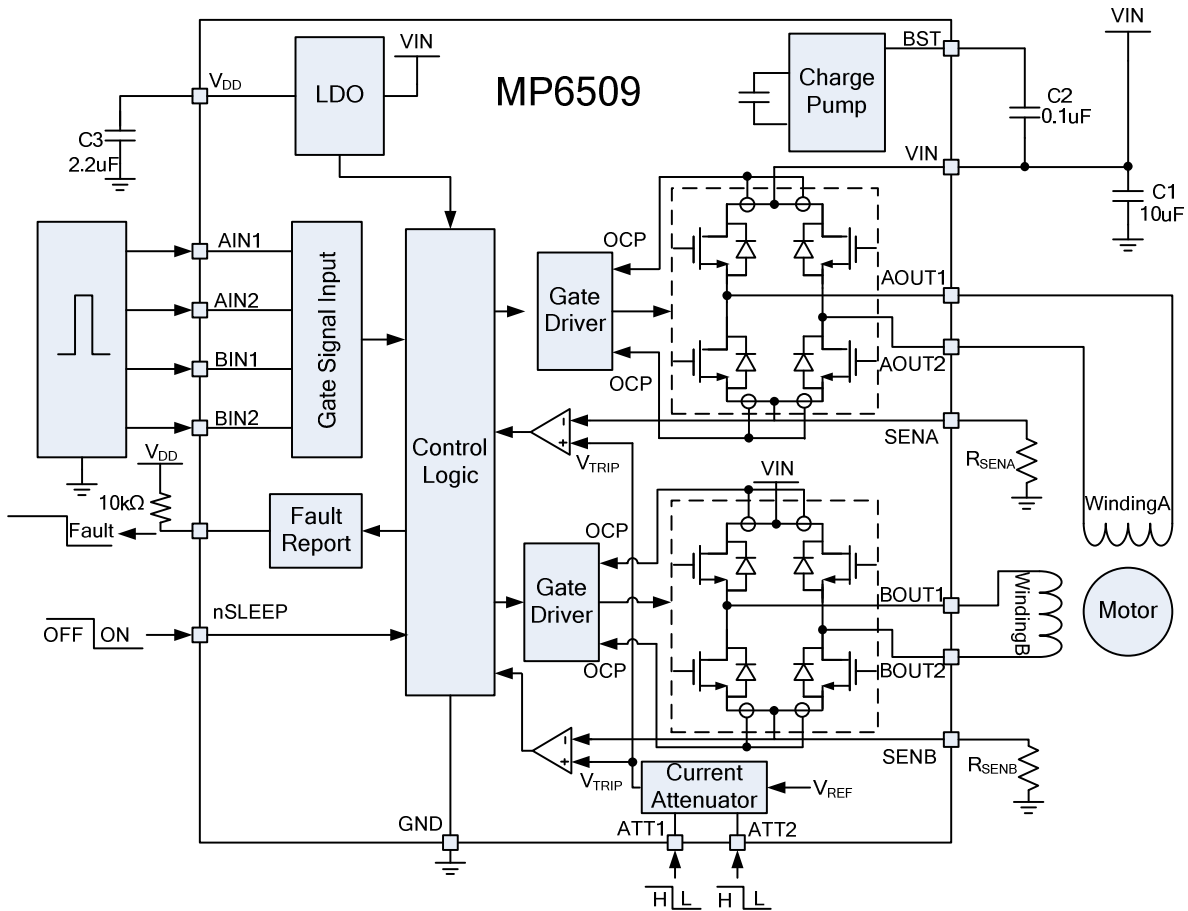 MP6509
VIN
LDO
VDD
C3
2.2uF
Charge
Pump
BST
VIN
C2
0.1uF
VIN
C1
10uF
AIN1
AIN2
BIN1
BIN2
Gate Signal Input
Control
Logic
OCP
Gate
Driver
OCP
AOUT1
AOUT2
SENA
RSENA
WindingA
VTRIP
- +
VDD
10kΩ
Fault
Fault
Report
VIN
OCP
Gate
Driver
OCP
BOUT1
BOUT2
WindingB
Motor
nSLEEP
OFF ON
SENB
RSENB
VTRIP
- +
Current
Attenuator
VREF
GND
ATT1
ATT2
H L
H L